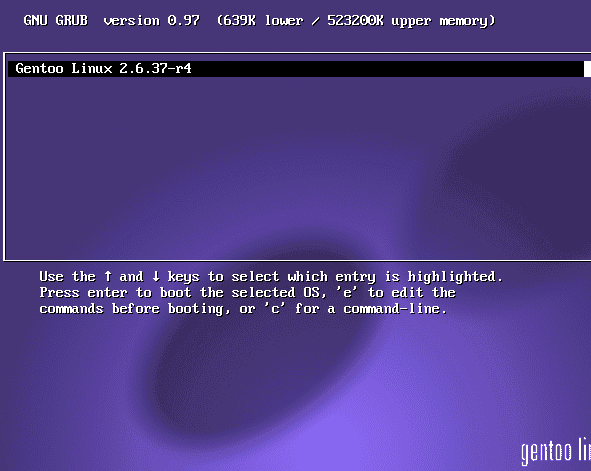 GNU GRUB  version 0.97  (639K lower / 523200K upper memory)
Gentoo Linux 2.6.37-r4
Use the ↑ and ↓ keys to select which entry is highlighted.
Press enter to boot the selected OS, 'e' to edit the
commands before booting, or 'c' for a command-line.
gentoo